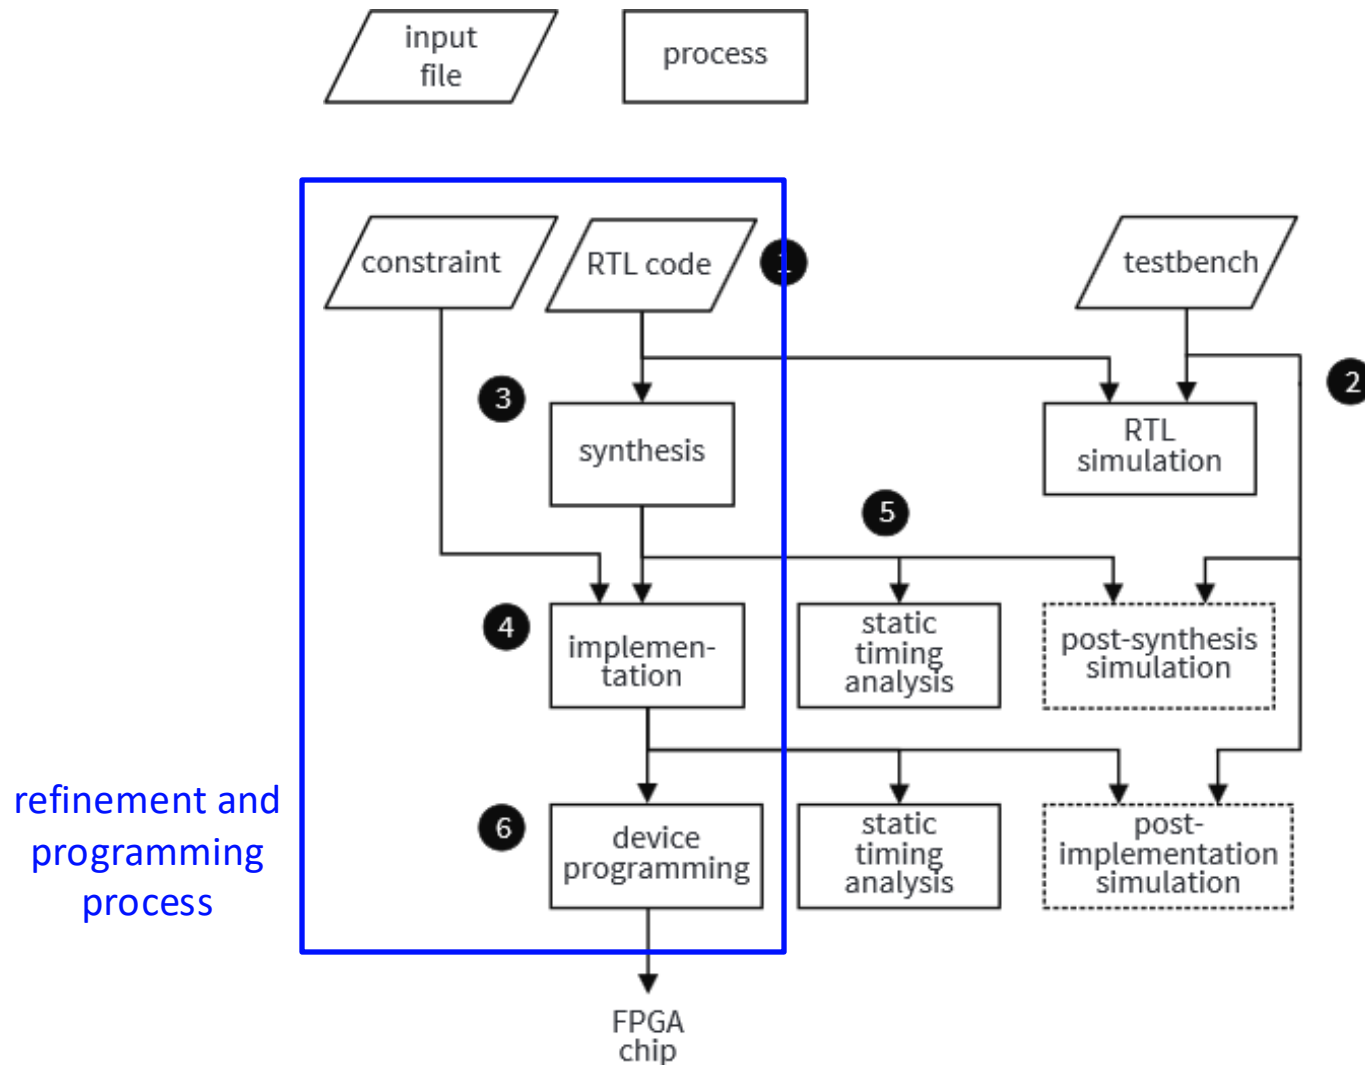 input
file
process
constraint
RTL code
1
testbench
2
3
synthesis
RTL
simulation
5
4
implemen-
tation
static
timing
analysis
post-synthesis
simulation
refinement and
programming
process
6
device
programming
static
timing
analysis
post-
implementation
simulation
FPGA
chip